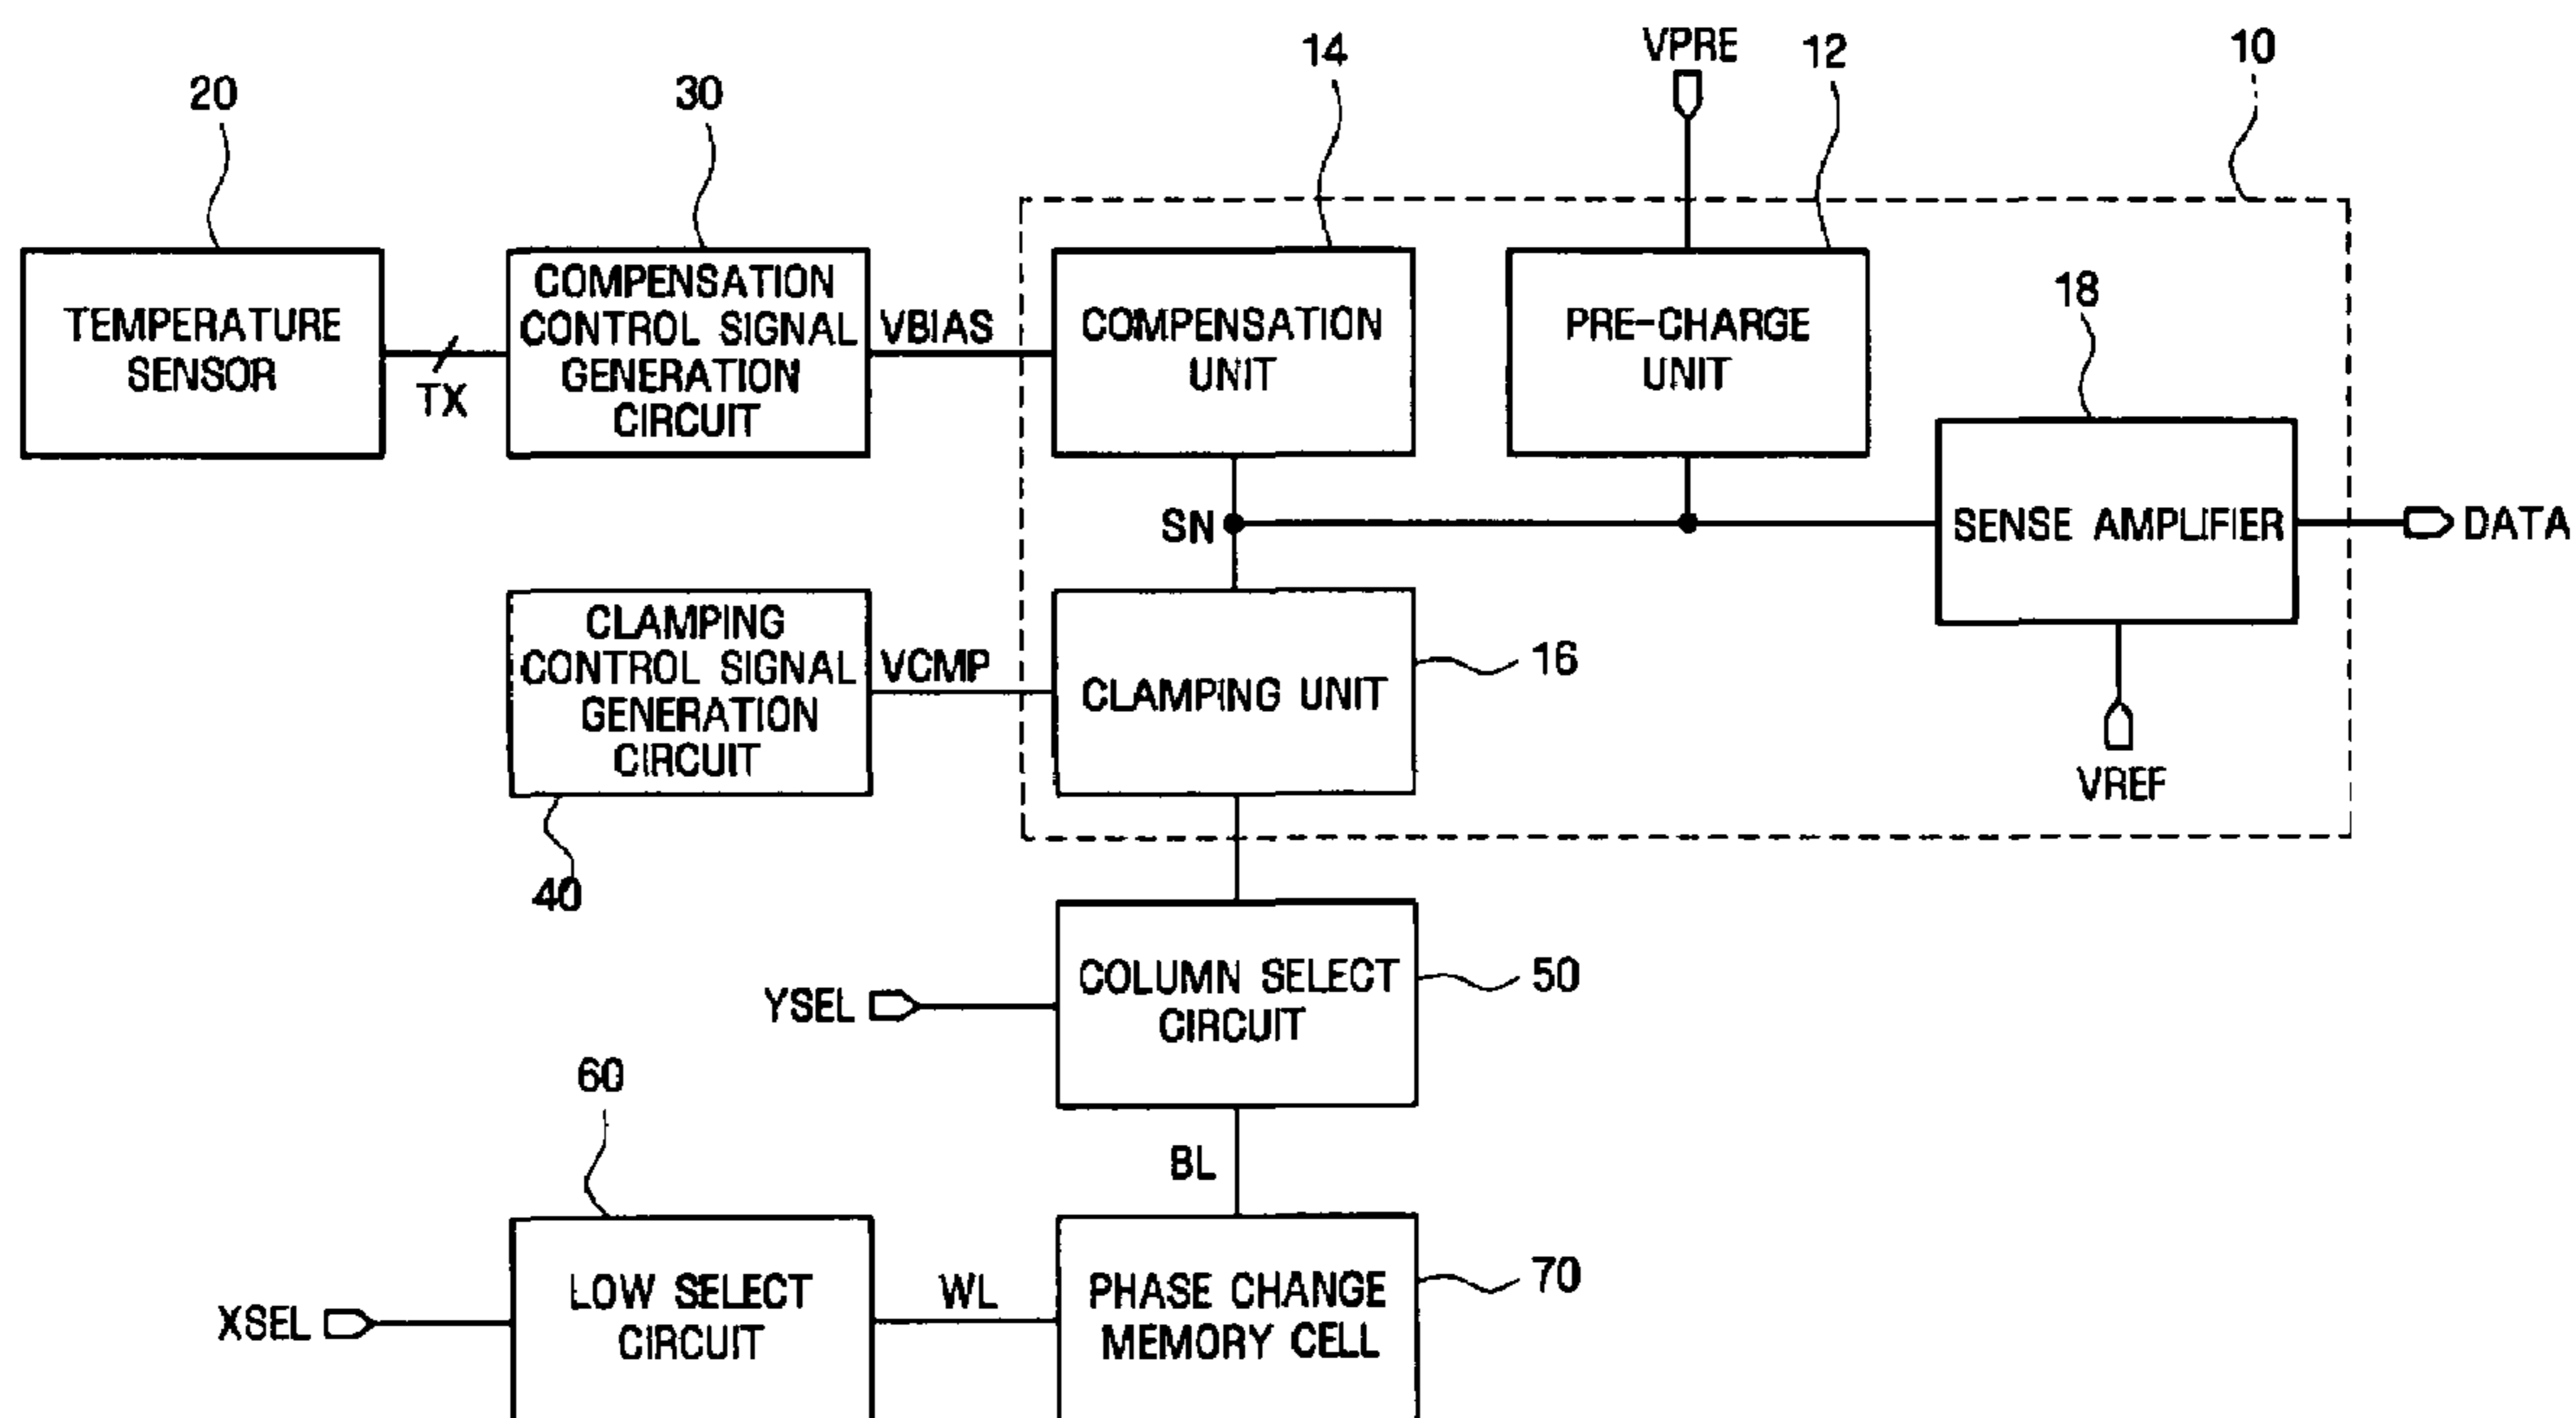 14
VPRE
12
10
20
30
18
TEMPERATURE
SENSOR
TX
COMPENSATION
CONTROL SIGNAL
GENERATION
CIRCUIT
VBIAS
COMPENSATION
UNIT
PRE-CHARGE
UNIT
SN
SENSE AMPLIFIER
DATA
VREF
CLAMPING
CONTROL SIGNAL
GENERATION
CIRCUIT
40
VCMP
CLAMPING UNIT
16
YSEL
COLUMN SELECT
CIRCUIT
50
BL
60
XSEL
LOW SELECT
CIRCUIT
WL
PHASE CHANGE
MEMORY CELL
70